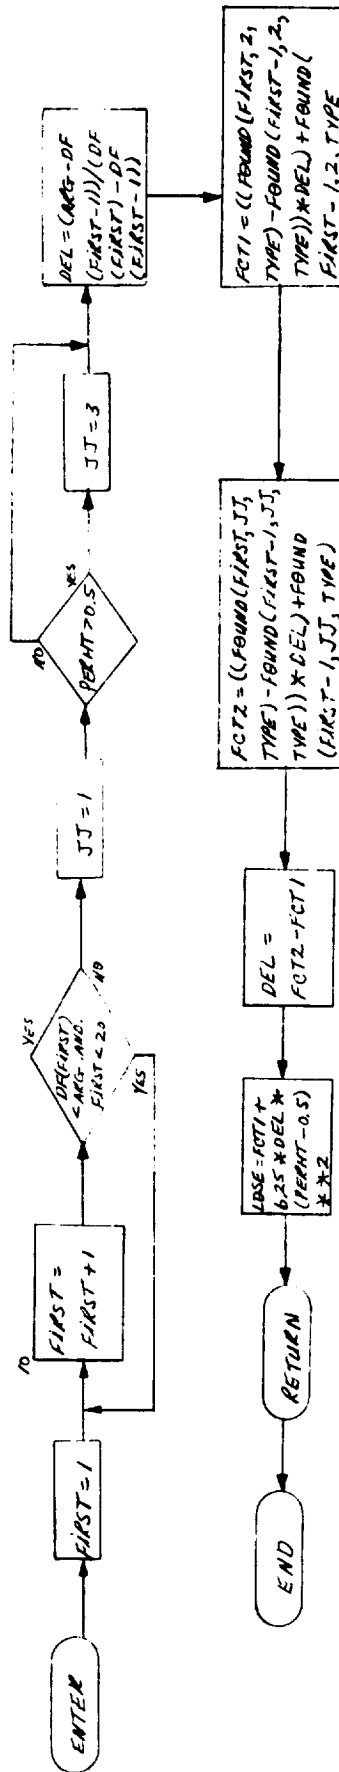 ENTER
FIRST=1
10
FIRST=
FIRST+1
DF(FIRST)
<ARG.AND.
FIRST<20
YES
YES
NO
JJ=1
PERHT>0.5
NO
YES
JJ=3
DEL=(ARG-DF
(FIRST-1))/(DF
(FIRST)-DF
(FIRST-1))
FCT1=((FOUND(FIRST,2,
TYPE)-FOUND(FIRST-1,2,
TYPE))*DEL)+FOUND(
FIRST-1,2,TYPE
FCT2=((FOUND(FIRST,JJ,
TYPE)-FOUND(FIRST-1,JJ,
TYPE))*DEL)+FOUND
(FIRST-1,JJ,TYPE)
DEL=
FCT2-FCT1
LOSE=FCT1+
6.25*DEL*
(PERHT-0.5)
**2
RETURN
END